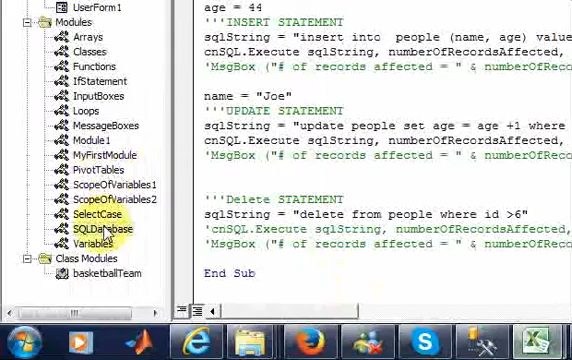 UserForm1
Modules
Arrays
Classes
Functions
IfStatement
InputBoxes
Loops
MessageBoxes
Module1
MyFirstModule
PivotTables
ScopeOfVariables1
ScopeOfVariables2
SelectCase
SQLDatabase
Variables
Class Modules
basketballTeam
age = 44
'''INSERT STATEMENT
sqlString = "insert into  people (name, age) value
cnSQL.Execute sqlString, numberOfRecordsAffected,
'MsgBox ("# of records affected = " & numberOfReco
name = "Joe"
'''UPDATE STATEMENT
sqlString = "update people set age = age +1 where
cnSQL.Execute sqlString, numberOfRecordsAffected,
'MsgBox ("# of records affected = " & numberOfReco
'''Delete STATEMENT
sqlString = "delete from people where id >6"
'cnSQL.Execute sqlString, numberOfRecordsAffected,
'MsgBox ("# of records affected = " & numberOfReco
End Sub